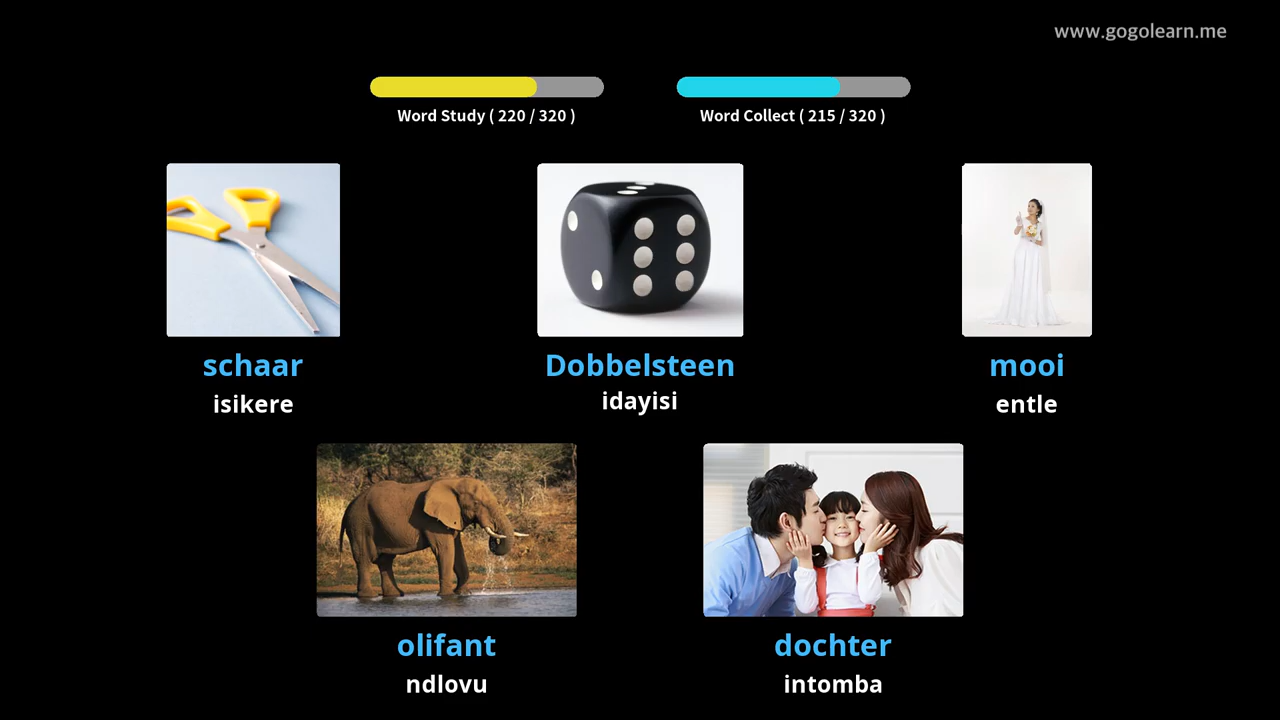 www.gogolearn.me
Word Study ( 220 / 320 )
Word Collect ( 215 / 320 )
schaar
isikere
Dobbelsteen
idayisi
mooi
entle
olifant
ndlovu
dochter
intomba